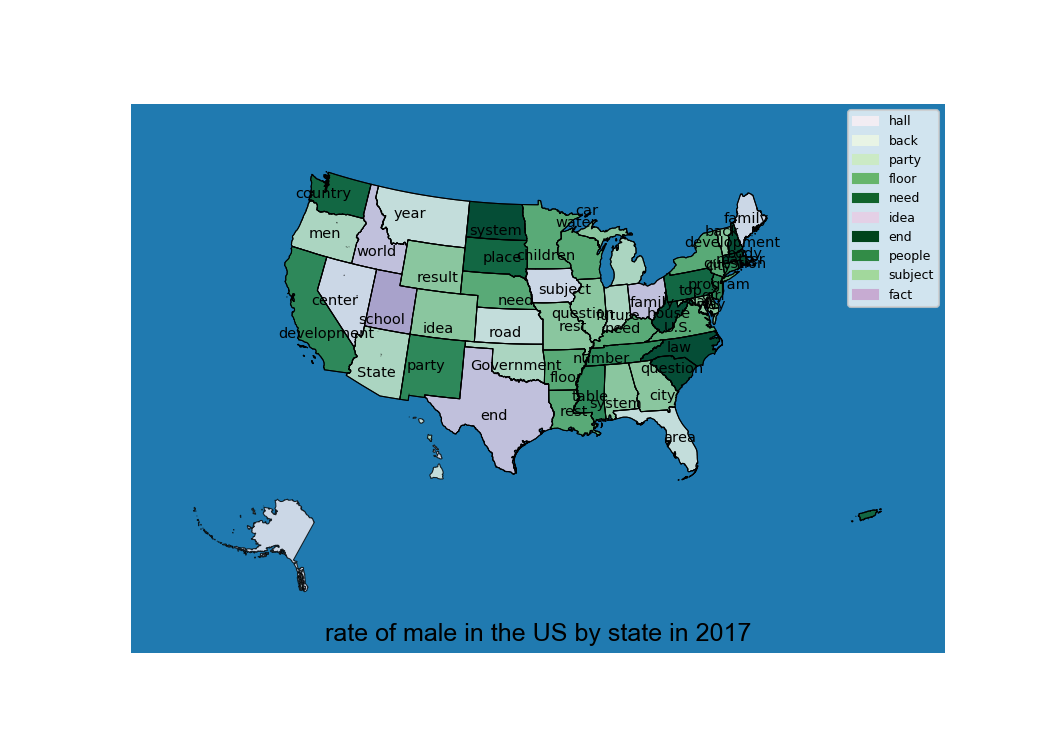 hall
back
party
floor
need
idea
end
people
subject
fact
country
men
year
world
system
place
children
car
water
family
back
development
result
need
center
school
development
idea
road
subject
question
rest
future
need
family
house
U.S.
program
top
city
law
number
question
State
party
Government
floor
table
system
city
end
rest
area
rate of male in the US by state in 2017